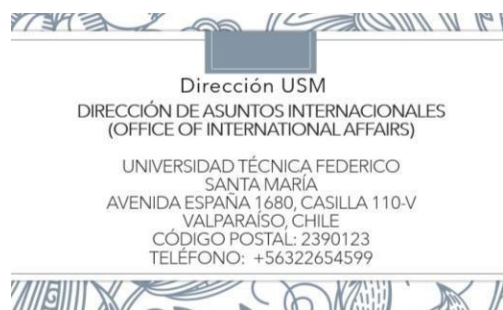 Dirección USM
DIRECCIÓN DE ASUNTOS INTERNACIONALES
(OFFICE OF INTERNATIONAL AFFAIRS)
UNIVERSIDAD TÉCNICA FEDERICO
SANTA MARÍA
AVENIDA ESPAÑA 1680, CASILLA 110-V
VALPARAÍSO, CHILE
CÓDIGO POSTAL: 2390123
TELÉFONO: +56322654599